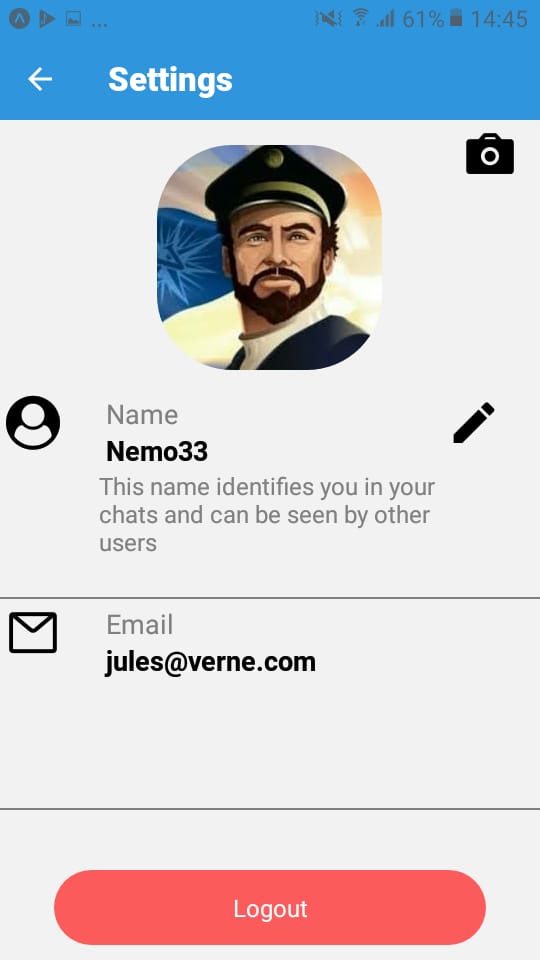 ... 61% 14:45
Settings
Name
Nemo33
This name identifies you in your
chats and can be seen by other
users
Email
jules@verne.com
Logout